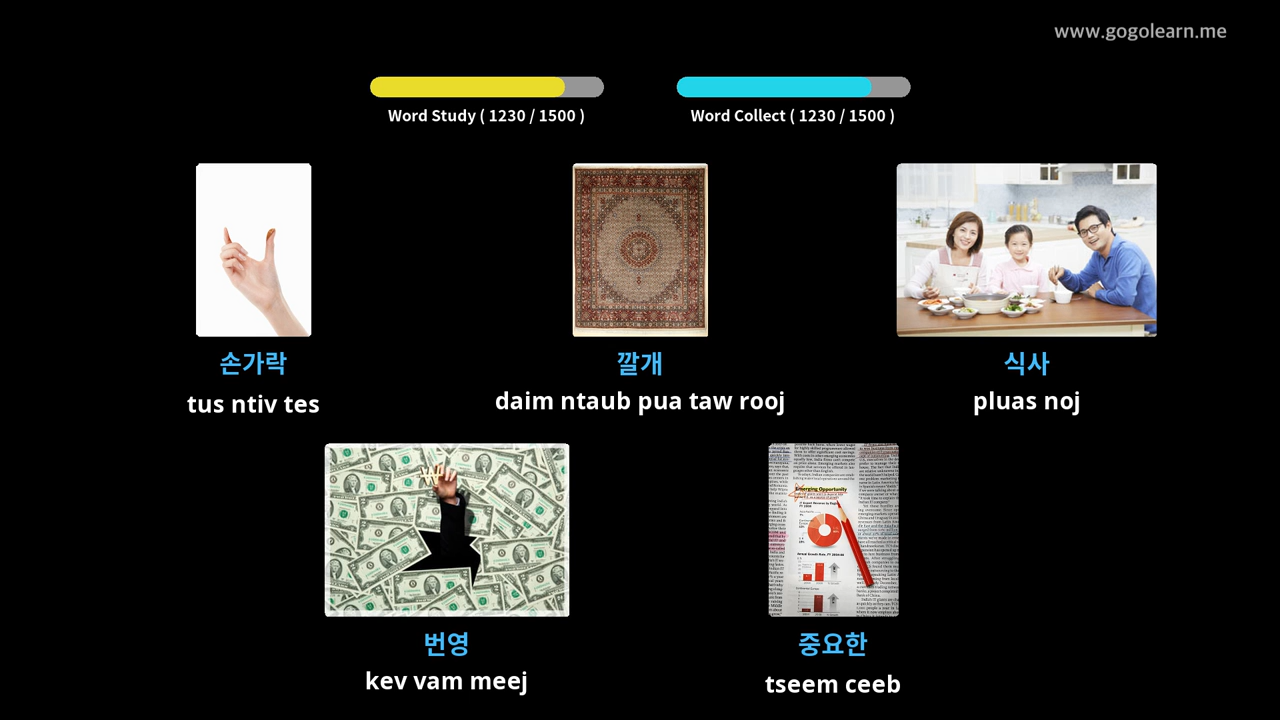 www.gogolearn.me
Word Study ( 1230 / 1500 )
Word Collect ( 1230 / 1500 )
손가락
tus ntiv tes
깔개
daim ntaub pua taw rooj
식사
pluas noj
번영
kev vam meej
Emerging Opportunity
중요한
tseem ceeb